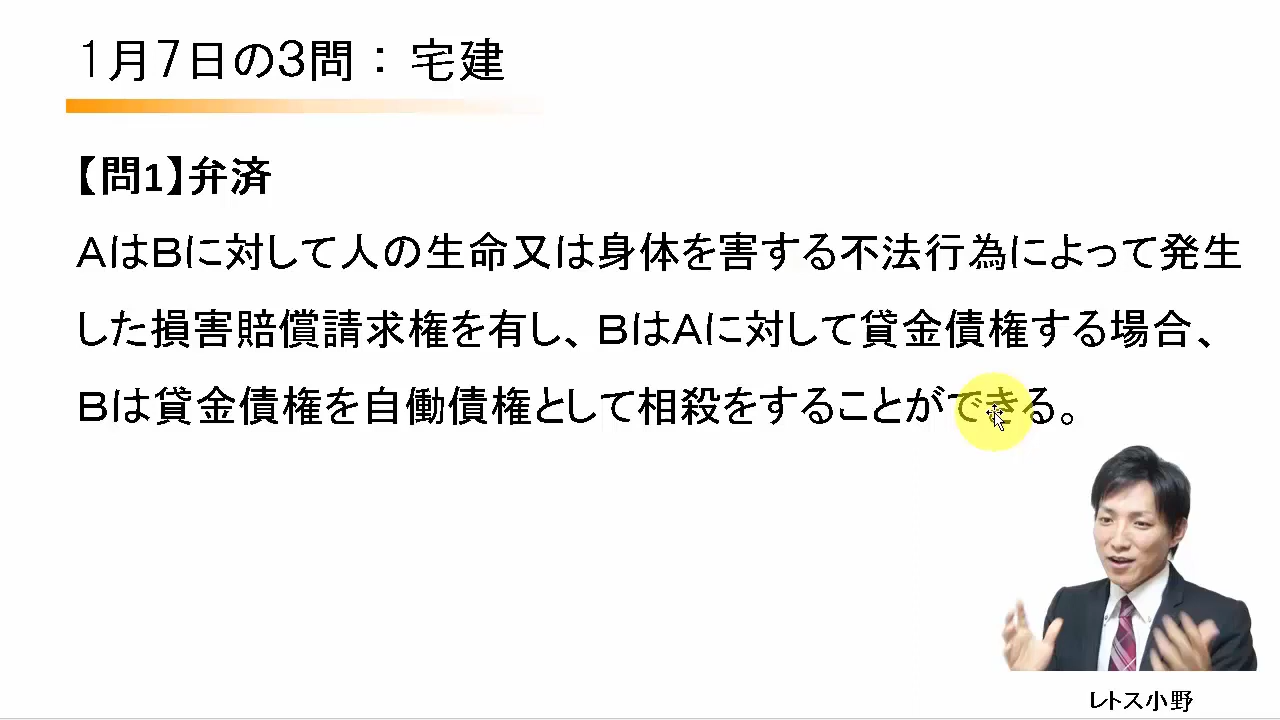 1月7日の3問：宅建
【問1】弁済
AはBに対して人の生命又は身体を害する不法行為によって発生
した損害賠償請求権を有し、BはAに対して貸金債権する場合、
Bは貸金債権を自働債権として相殺をすることができる。
レトス小野